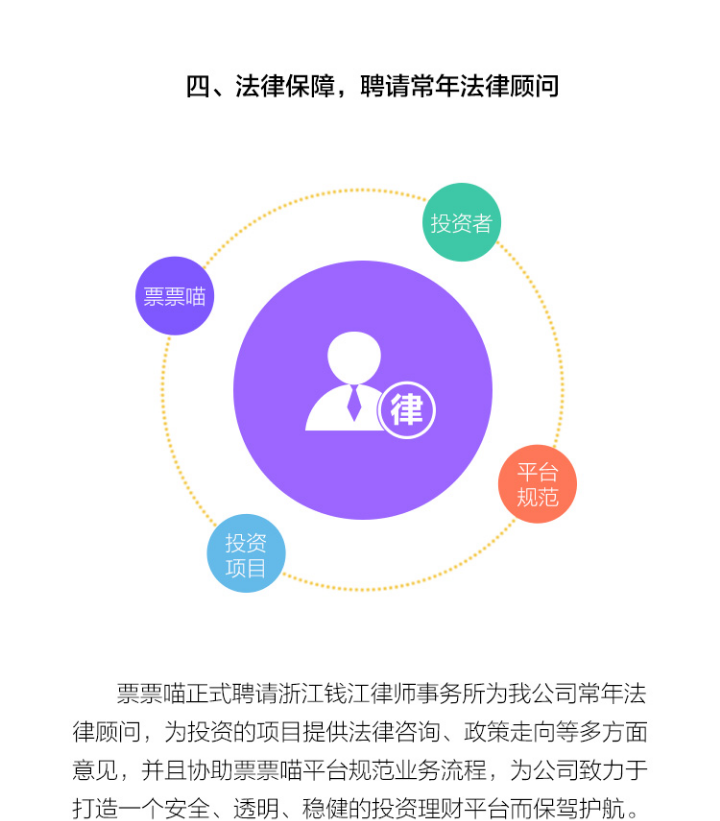 四、法律保障，聘请常年法律顾问
投资者
票票喵
律
平台
规范
投资
项目
票票喵正式聘请浙江钱江律师事务所为我公司常年法
律顾问，为投资的项目提供法律咨询、政策走向等多方面
意见，并且协助票票喵平台规范业务流程，为公司致力于
打造一个安全、透明、稳健的投资理财平台而保驾护航。